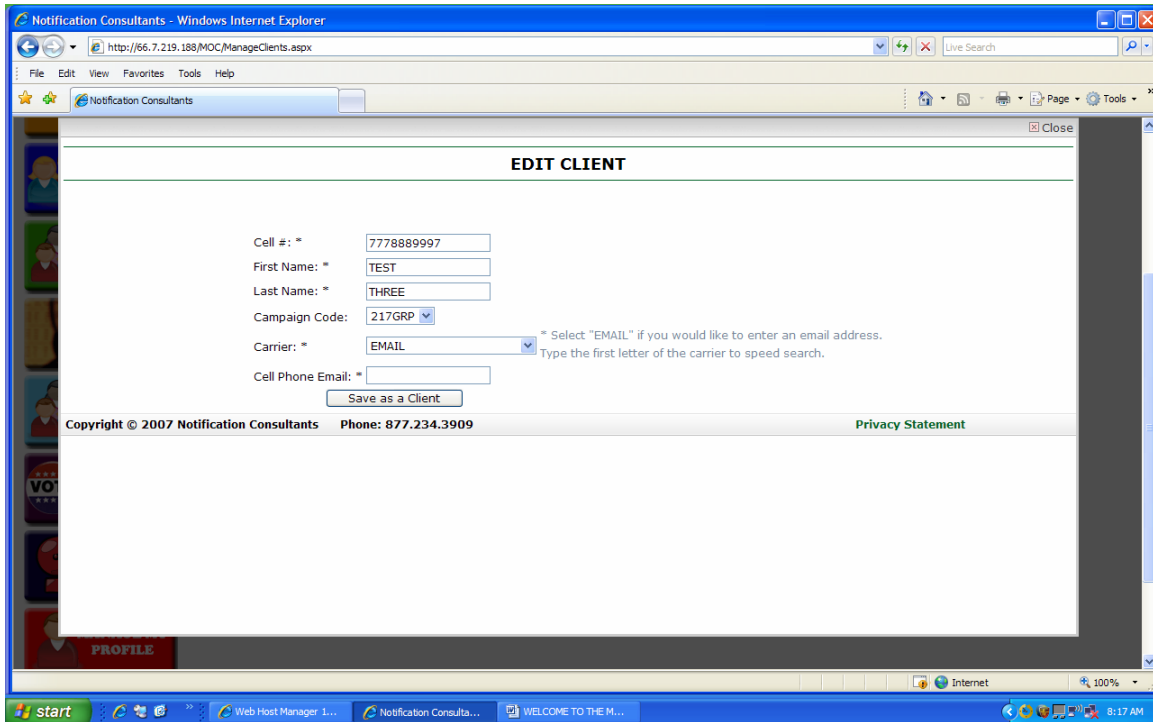 Notification Consultants - Windows Internet Explorer
http://66.7.219.188/MOC/ManageClients.aspx
Live Search
File Edit View Favorites Tools Help
Notification Consultants
Page
Tools
»
Close
EDIT CLIENT
Cell #: * 7778889997
First Name: * TEST
Last Name: * THREE
Campaign Code: 217GRP
Carrier: * EMAIL
* Select "EMAIL" if you would like to enter an email address.
Type the first letter of the carrier to speed search.
Cell Phone Email: *
Save as a Client
Copyright © 2007 Notification Consultants Phone: 877.234.3909 Privacy Statement
VO
PROFILE
Internet 100%
start » Web Host Manager 1... Notification Consulta... WELCOME TO THE M... 8:17 AM